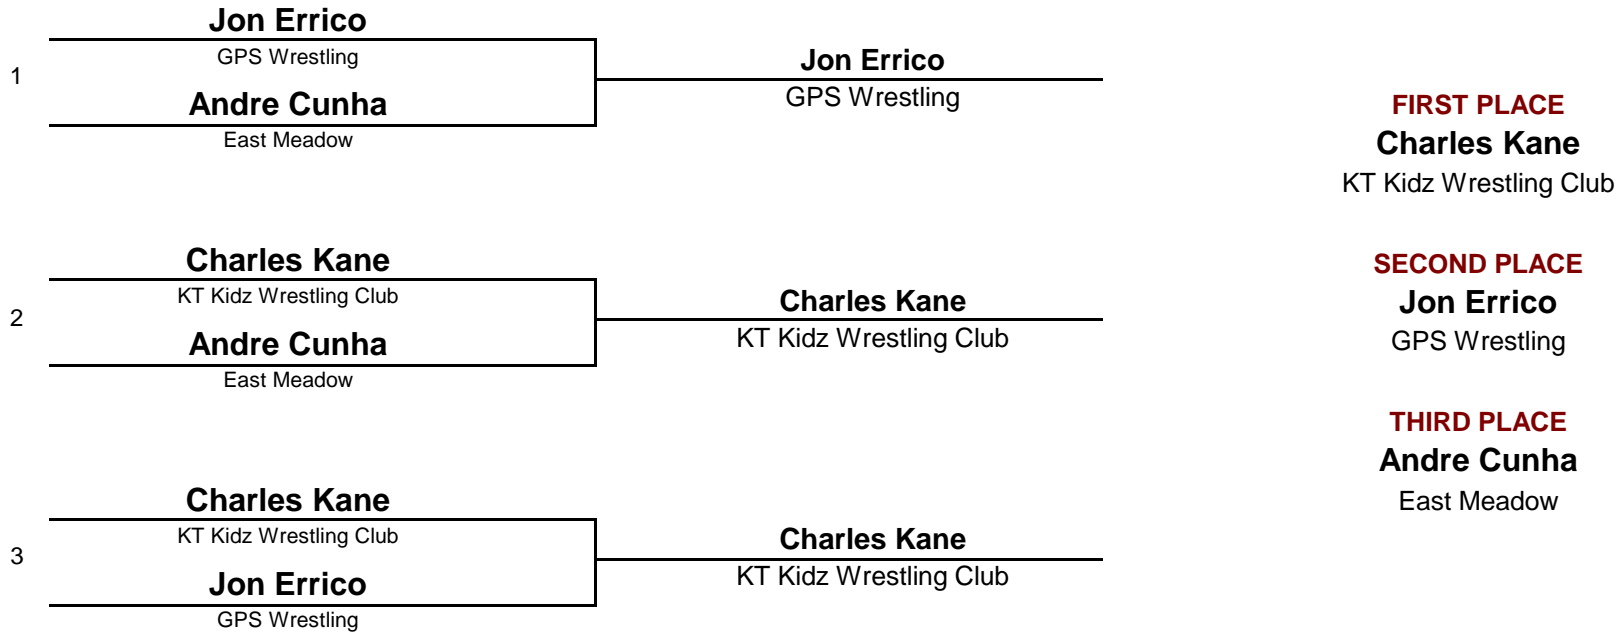 Jon Errico
GPS Wrestling
1
Andre Cunha
East Meadow
Jon Errico
GPS Wrestling
Charles Kane
KT Kidz Wrestling Club
2
Andre Cunha
East Meadow
Charles Kane
KT Kidz Wrestling Club
Charles Kane
KT Kidz Wrestling Club
3
Jon Errico
GPS Wrestling
Charles Kane
KT Kidz Wrestling Club
FIRST PLACE
Charles Kane
KT Kidz Wrestling Club
SECOND PLACE
Jon Errico
GPS Wrestling
THIRD PLACE
Andre Cunha
East Meadow